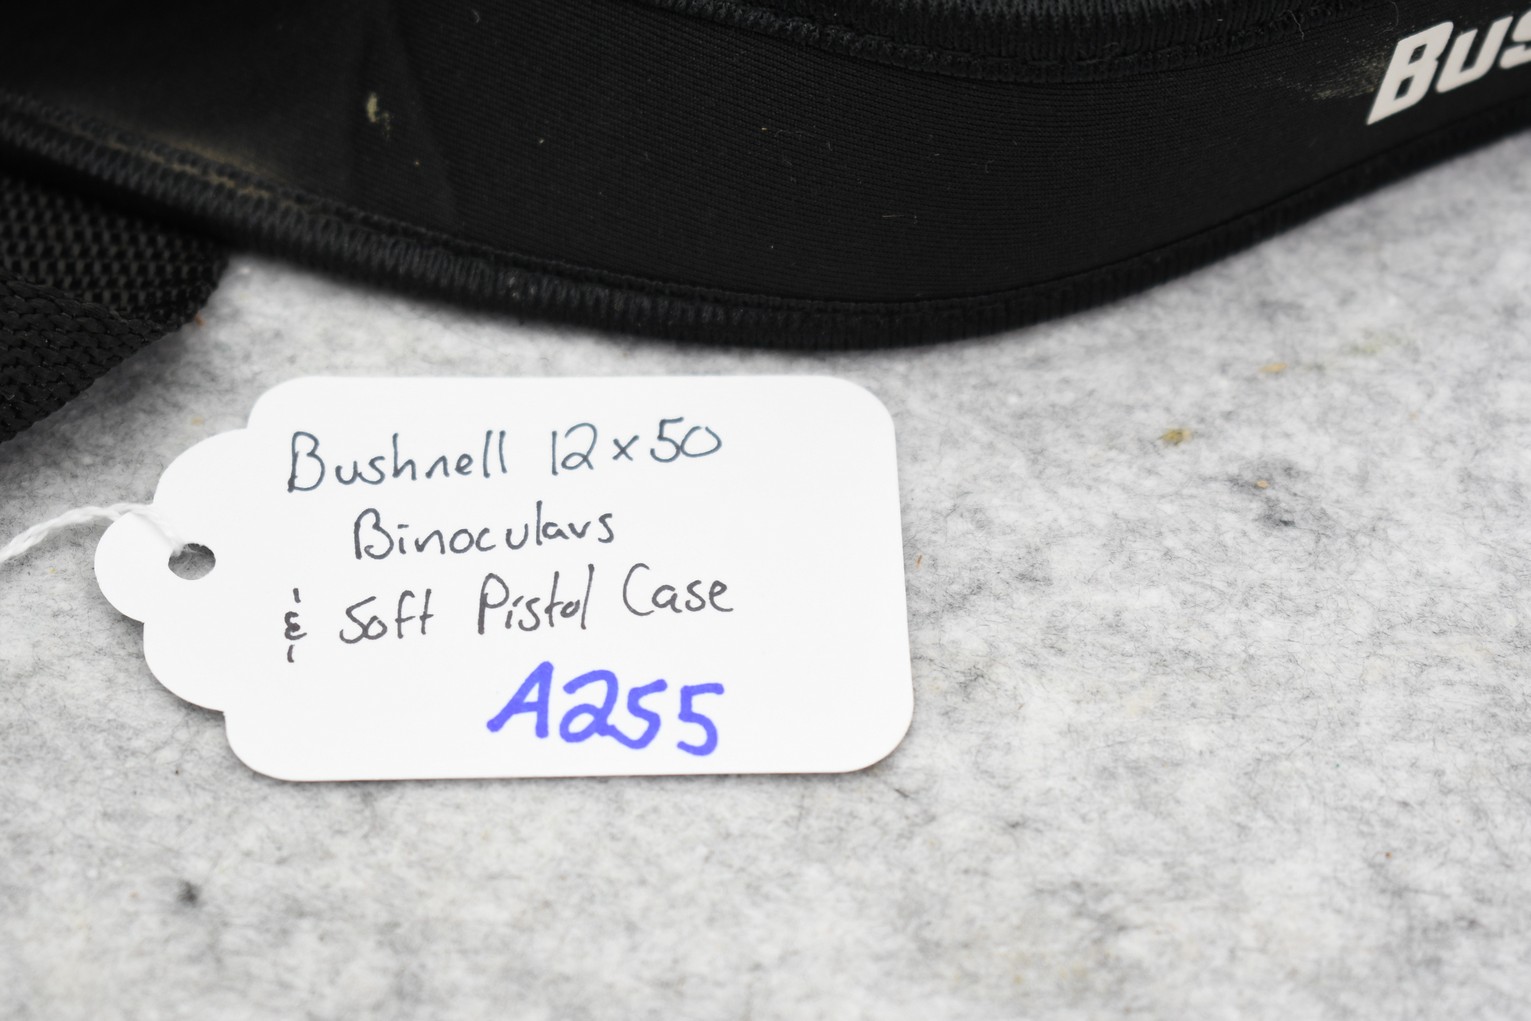 Bus
Bushnell 12x50
Binoculars
& Soft Pistol Case
A255